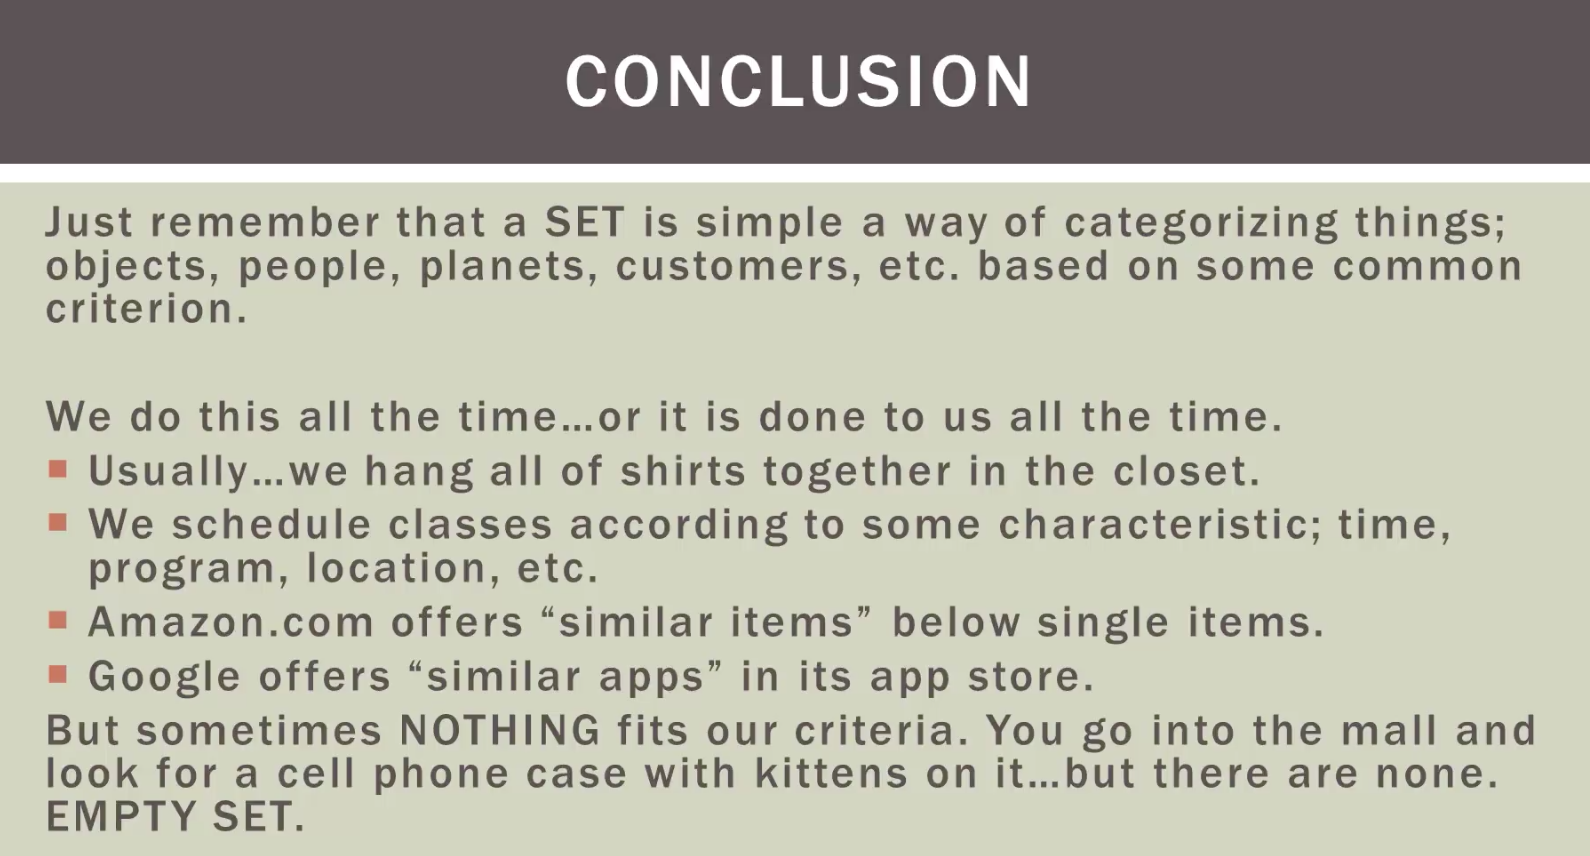 CONCLUSION
Just remember that a SET is simple a way of categorizing things;
objects, people, planets, customers, etc. based on some common
criterion.
We do this all the time…or it is done to us all the time.
Usually…we hang all of shirts together in the closet.
We schedule classes according to some characteristic; time,
program, location, etc.
Amazon.com offers “similar items” below single items.
Google offers “similar apps” in its app store.
But sometimes NOTHING fits our criteria. You go into the mall and
look for a cell phone case with kittens on it…but there are none.
EMPTY SET.